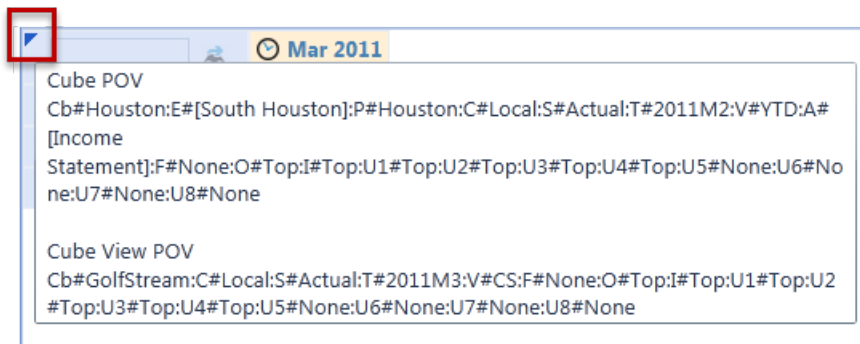 Mar 2011
Cube POV
Cb#Houston:E#[South Houston]:P#Houston:C#Local:S#Actual:T#2011M2:V#YTD:A#
[Income
Statement]:F#None:O#Top:I#Top:U1#Top:U2#Top:U3#Top:U4#Top:U5#None:U6#No
ne:U7#None:U8#None
Cube View POV
Cb#GolfStream:C#Local:S#Actual:T#2011M3:V#CS:F#None:O#Top:I#Top:U1#Top:U2
#Top:U3#Top:U4#Top:U5#None:U6#None:U7#None:U8#None